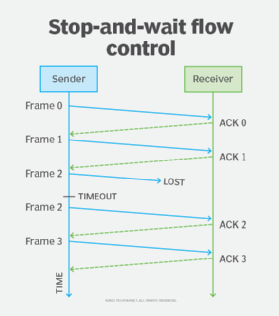 Stop-and-wait flow
control
Sender
Receiver
Frame 0
ACK 0
Frame 1
ACK 1
Frame 2
LOST
TIMEOUT
Frame 2
ACK 2
Frame 3
ACK 3
TIME